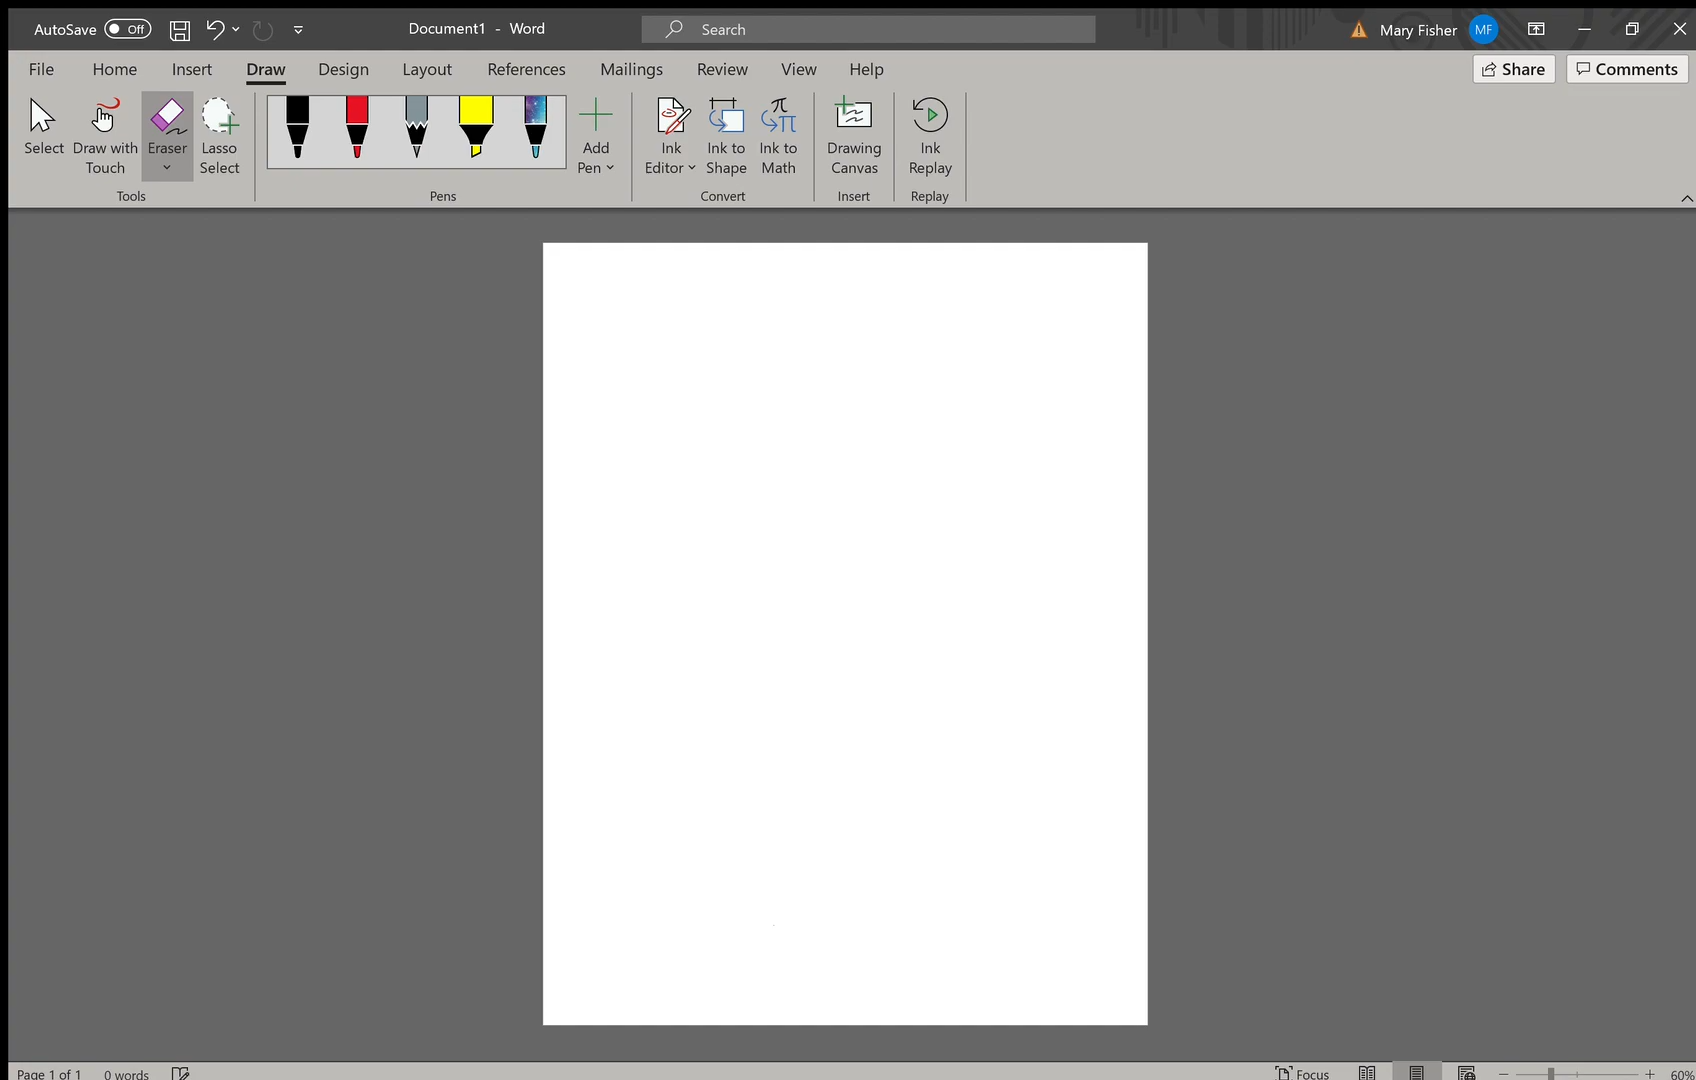 AutoSave Off Document1 - Word Search Mary Fisher MF
File Home Insert Draw Design Layout References Mailings Review View Help Share Comments
Select Draw with Touch Eraser Lasso Select Add Pen Ink Editor Ink to Shape Ink to Math Drawing Canvas Ink Replay
Tools Pens Convert Insert Replay
Page 1 of 1 0 words Focus 60%